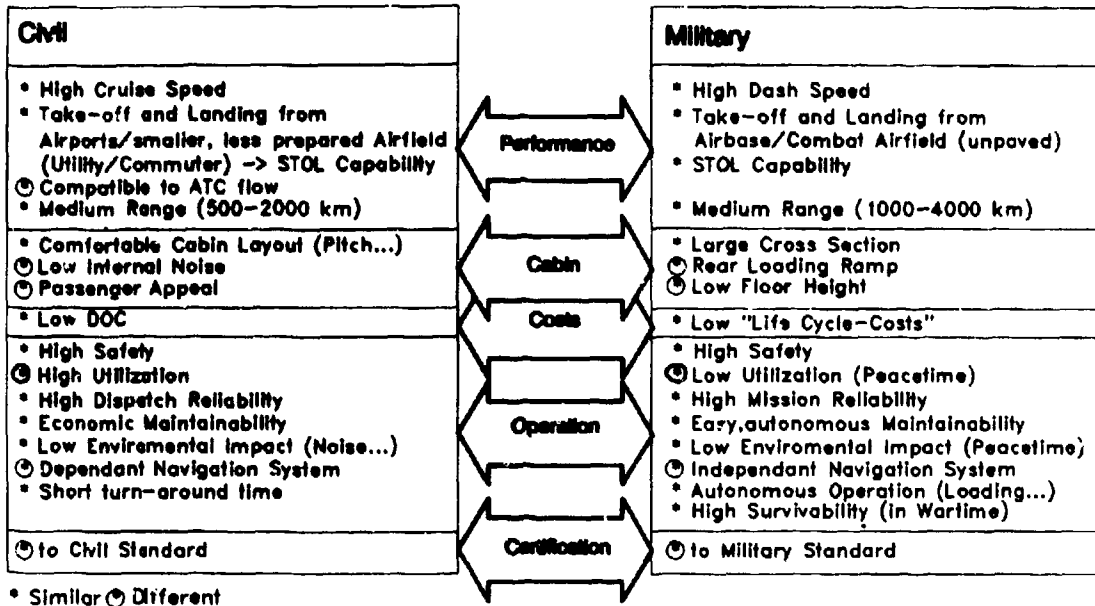 Civil
* High Cruise Speed
* Take-off and Landing from
Airports/smaller, less prepared Airfield
(Utility/Commuter) -> STOL Capability
Compatible to ATC flow
* Medium Range (500-2000 km)
* Comfortable Cabin Layout (Pitch...)
Low Internal Noise
Passenger Appeal
* Low DOC
* High Safety
High Utilization
* High Dispatch Reliability
* Economic Maintainability
* Low Enviremental Impact (Noise...)
Dependant Navigation System
* Short turn-around time
to Civil Standard
Performance
Cabin
Costs
Operation
Certification
Military
* High Dash Speed
* Take-off and Landing from
Airbase/Combat Airfield (unpaved)
* STOL Capability
* Medium Range (1000-4000 km)
* Large Cross Section
Rear Loading Ramp
Low Floor Height
* Low "Life Cycle-Costs"
* High Safety
Low Utilization (Peacetime)
* High Mission Reliability
* Easy,autonomous Maintainability
* Low Enviromental Impact (Peacetime)
Independant Navigation System
* Autonomous Operation (Loading...)
* High Survivability (in Wartime)
to Military Standard
* Similar Different